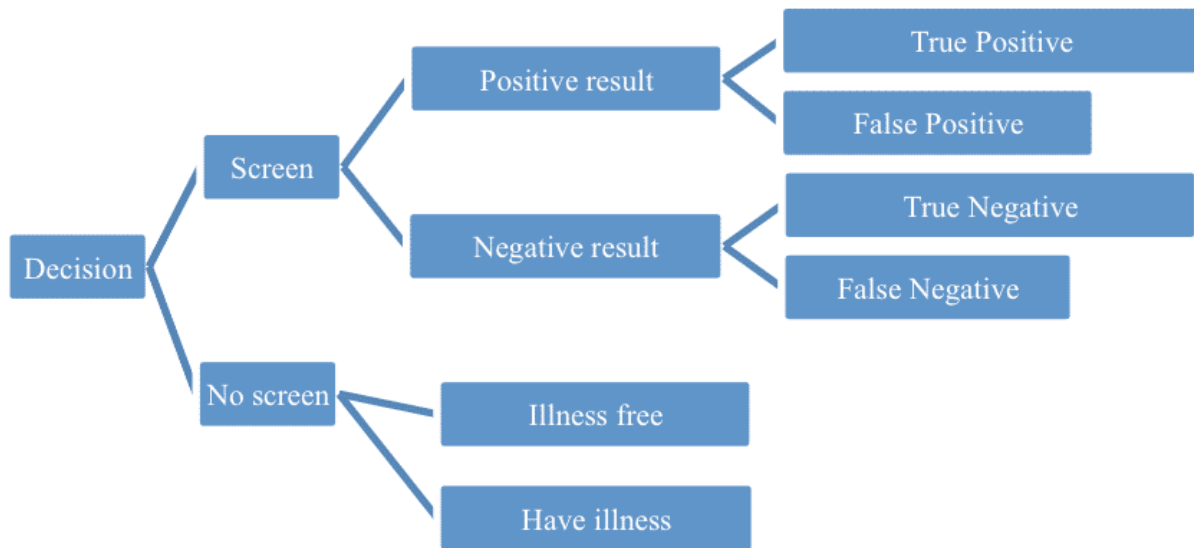 Decision
Screen
Positive result
True Positive
False Positive
Negative result
True Negative
False Negative
No screen
Illness free
Have illness